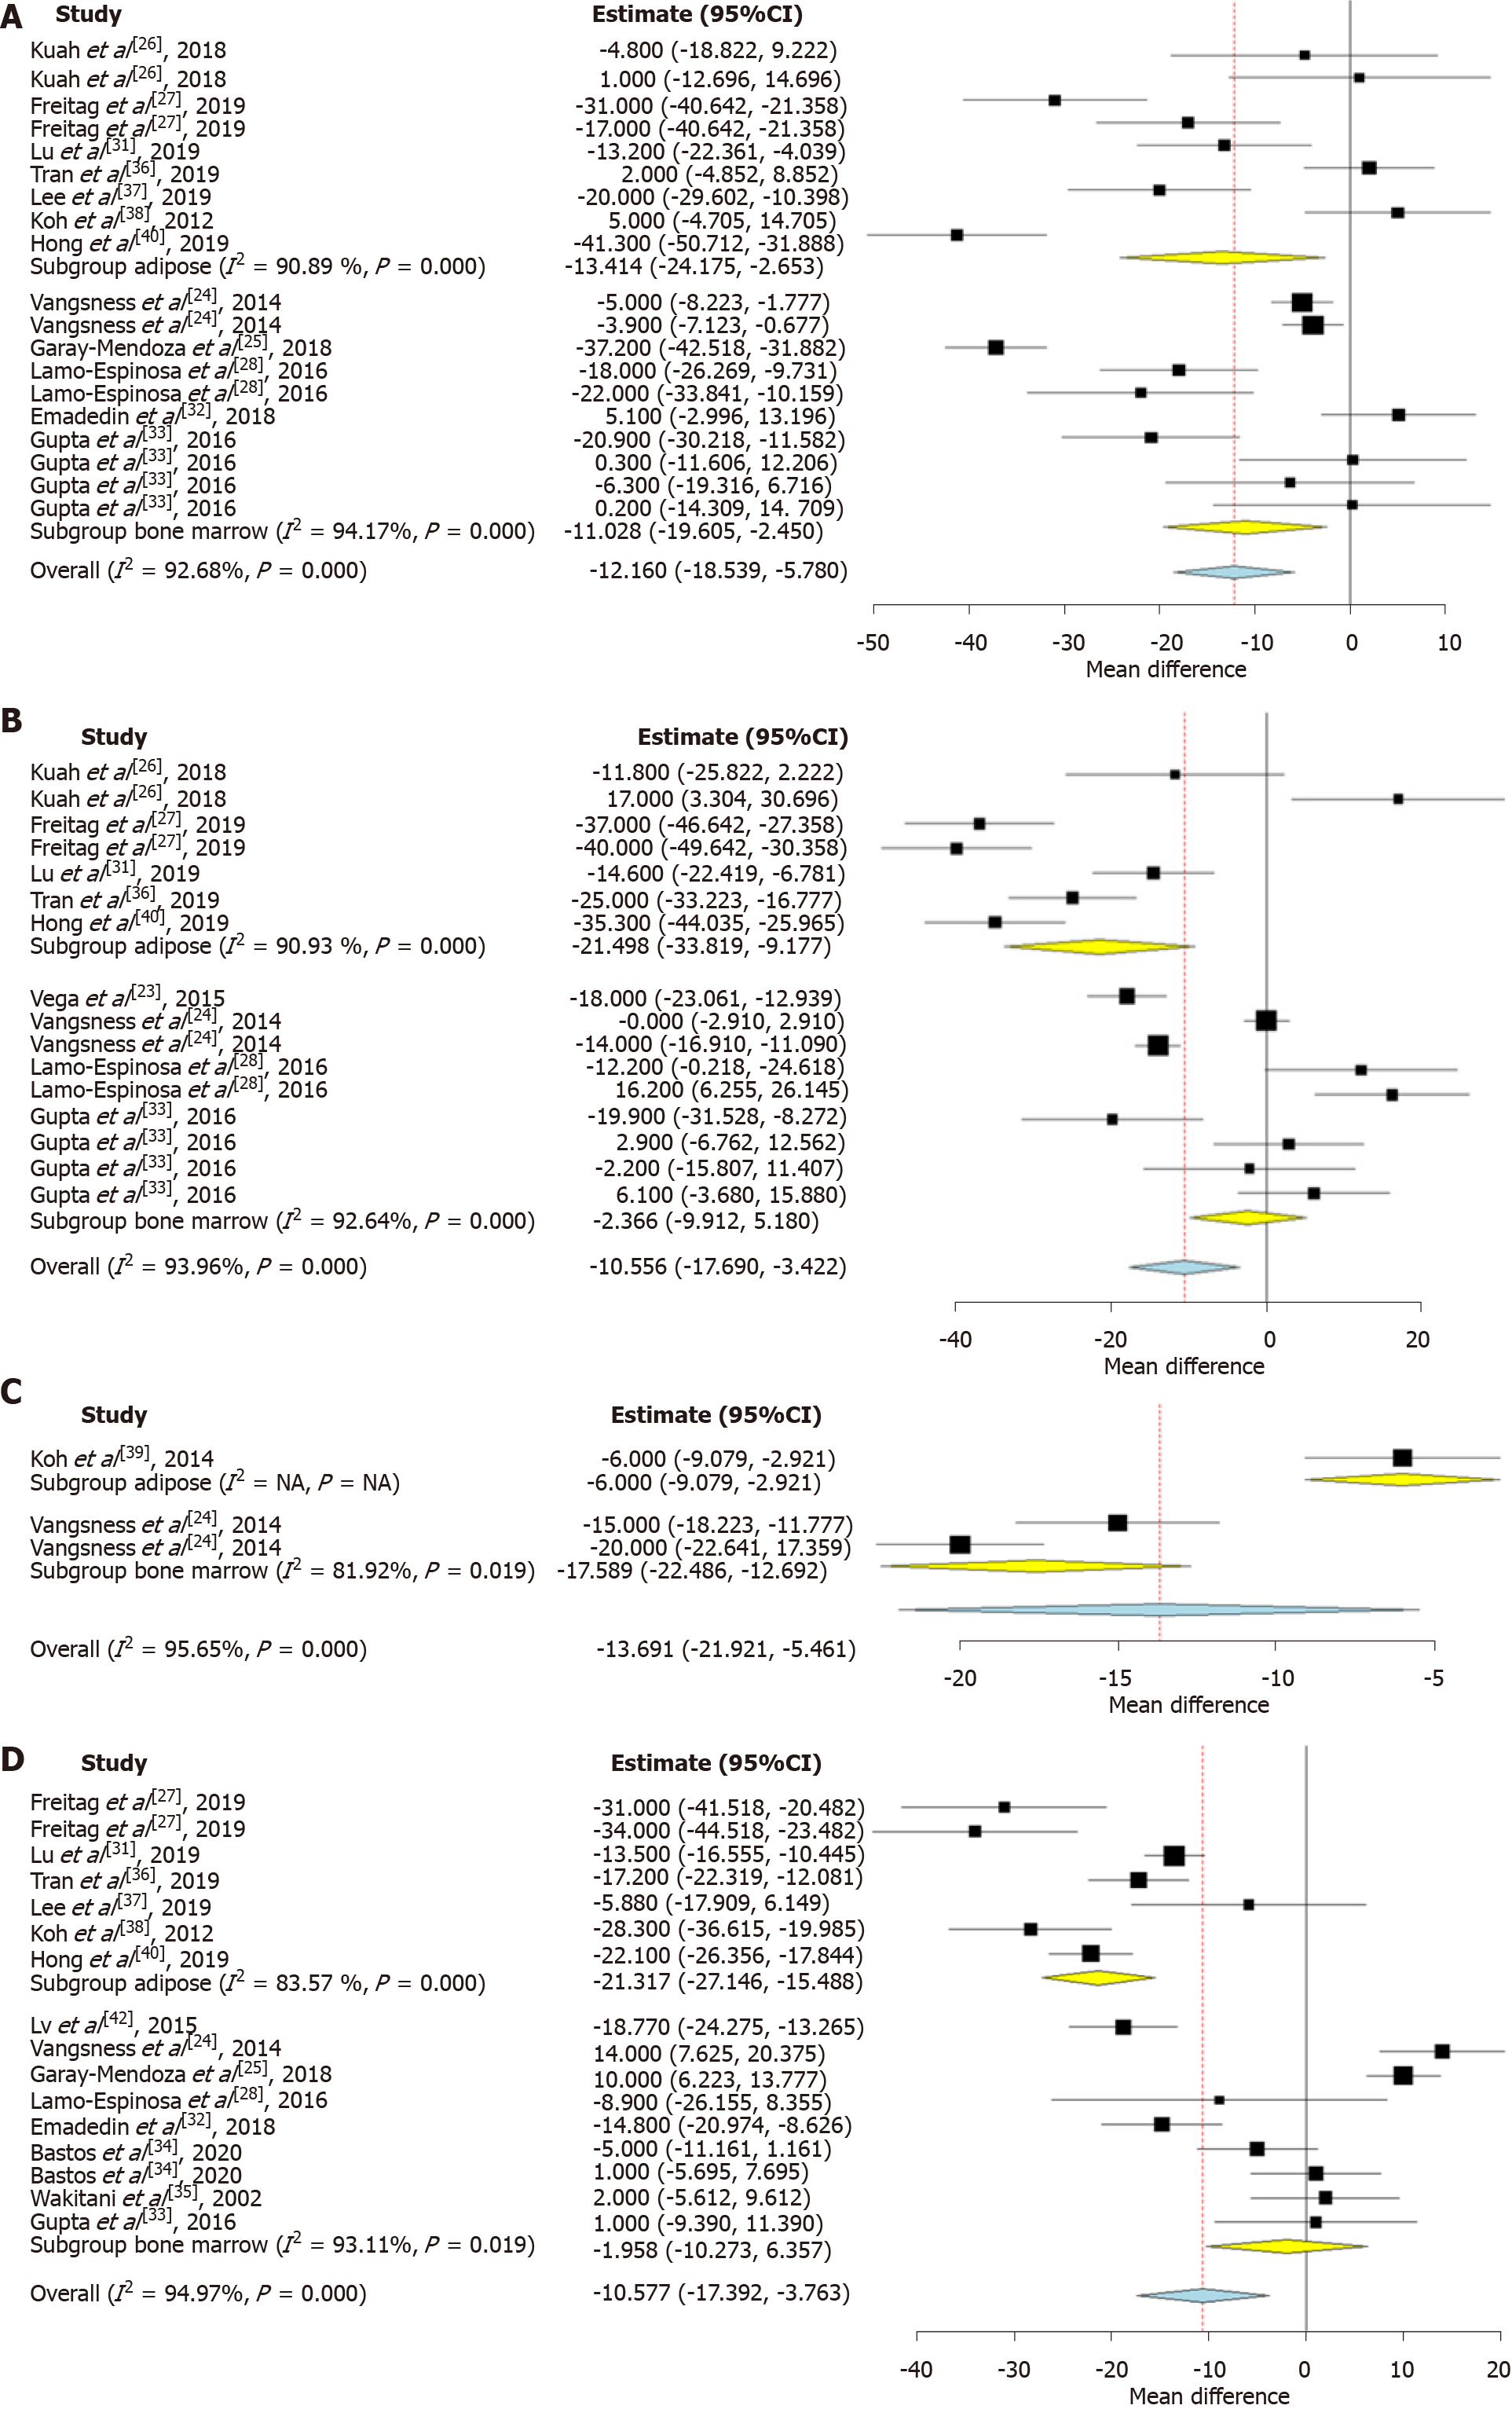 A Study Estimate (95%CI)
Kuah et al[26], 2018 -4.800 (-18.822, 9.222)
Kuah et al[26], 2018 1.000 (-12.696, 14.696)
Freitag et al[27], 2019 -31.000 (-40.642, -21.358)
Freitag et al[27], 2019 -17.000 (-40.642, -21.358)
Lu et al[31], 2019 -13.200 (-22.361, -4.039)
Tran et al[36], 2019 2.000 (-4.852, 8.852)
Lee et al[37], 2019 -20.000 (-29.602, -10.398)
Koh et al[38], 2012 5.000 (-4.705, 14.705)
Hong et al[40], 2019 -41.300 (-50.712, -31.888)
Subgroup adipose (I2 = 90.89 %, P = 0.000) -13.414 (-24.175, -2.653)
Vangsness et al[24], 2014 -5.000 (-8.223, -1.777)
Vangsness et al[24], 2014 -3.900 (-7.123, -0.677)
Garay-Mendoza et al[25], 2018 -37.200 (-42.518, -31.882)
Lamo-Espinosa et al[28], 2016 -18.000 (-26.269, -9.731)
Lamo-Espinosa et al[28], 2016 -22.000 (-33.841, -10.159)
Emadedin et al[32], 2018 5.100 (-2.996, 13.196)
Gupta et al[33], 2016 -20.900 (-30.218, -11.582)
Gupta et al[33], 2016 0.300 (-11.606, 12.206)
Gupta et al[33], 2016 -6.300 (-19.316, 6.716)
Gupta et al[33], 2016 0.200 (-14.309, 14. 709)
Subgroup bone marrow (I2 = 94.17%, P = 0.000) -11.028 (-19.605, -2.450)
Overall (I2 = 92.68%, P = 0.000) -12.160 (-18.539, -5.780)
-50 -40 -30 -20 -10 0 10
Mean difference
B Study Estimate (95%CI)
Kuah et al[26], 2018 -11.800 (-25.822, 2.222)
Kuah et al[26], 2018 17.000 (3.304, 30.696)
Freitag et al[27], 2019 -37.000 (-46.642, -27.358)
Freitag et al[27], 2019 -40.000 (-49.642, -30.358)
Lu et al[31], 2019 -14.600 (-22.419, -6.781)
Tran et al[36], 2019 -25.000 (-33.223, -16.777)
Hong et al[40], 2019 -35.300 (-44.035, -25.965)
Subgroup adipose (I2 = 90.93 %, P = 0.000) -21.498 (-33.819, -9.177)
Vega et al[23], 2015 -18.000 (-23.061, -12.939)
Vangsness et al[24], 2014 -0.000 (-2.910, 2.910)
Vangsness et al[24], 2014 -14.000 (-16.910, -11.090)
Lamo-Espinosa et al[28], 2016 -12.200 (-0.218, -24.618)
Lamo-Espinosa et al[28], 2016 16.200 (6.255, 26.145)
Gupta et al[33], 2016 -19.900 (-31.528, -8.272)
Gupta et al[33], 2016 2.900 (-6.762, 12.562)
Gupta et al[33], 2016 -2.200 (-15.807, 11.407)
Gupta et al[33], 2016 6.100 (-3.680, 15.880)
Subgroup bone marrow (I2 = 92.64%, P = 0.000) -2.366 (-9.912, 5.180)
Overall (I2 = 93.96%, P = 0.000) -10.556 (-17.690, -3.422)
-40 -20 0 20
Mean difference
C Study Estimate (95%CI)
Koh et al[39], 2014 -6.000 (-9.079, -2.921)
Subgroup adipose (I2 = NA, P = NA) -6.000 (-9.079, -2.921)
Vangsness et al[24], 2014 -15.000 (-18.223, -11.777)
Vangsness et al[24], 2014 -20.000 (-22.641, 17.359)
Subgroup bone marrow (I2 = 81.92%, P = 0.019) -17.589 (-22.486, -12.692)
Overall (I2 = 95.65%, P = 0.000) -13.691 (-21.921, -5.461)
-20 -15 -10 -5
Mean difference
D Study Estimate (95%CI)
Freitag et al[27], 2019 -31.000 (-41.518, -20.482)
Freitag et al[27], 2019 -34.000 (-44.518, -23.482)
Lu et al[31], 2019 -13.500 (-16.555, -10.445)
Tran et al[36], 2019 -17.200 (-22.319, -12.081)
Lee et al[37], 2019 -5.880 (-17.909, 6.149)
Koh et al[38], 2012 -28.300 (-36.615, -19.985)
Hong et al[40], 2019 -22.100 (-26.356, -17.844)
Subgroup adipose (I2 = 83.57 %, P = 0.000) -21.317 (-27.146, -15.488)
Lv et al[42], 2015 -18.770 (-24.275, -13.265)
Vangsness et al[24], 2014 14.000 (7.625, 20.375)
Garay-Mendoza et al[25], 2018 10.000 (6.223, 13.777)
Lamo-Espinosa et al[28], 2016 -8.900 (-26.155, 8.355)
Emadedin et al[32], 2018 -14.800 (-20.974, -8.626)
Bastos et al[34], 2020 -5.000 (-11.161, 1.161)
Bastos et al[34], 2020 1.000 (-5.695, 7.695)
Wakitani et al[35], 2002 2.000 (-5.612, 9.612)
Gupta et al[33], 2016 1.000 (-9.390, 11.390)
Subgroup bone marrow (I2 = 93.11%, P = 0.019) -1.958 (-10.273, 6.357)
Overall (I2 = 94.97%, P = 0.000) -10.577 (-17.392, -3.763)
-40 -30 -20 -10 0 10 20
Mean difference